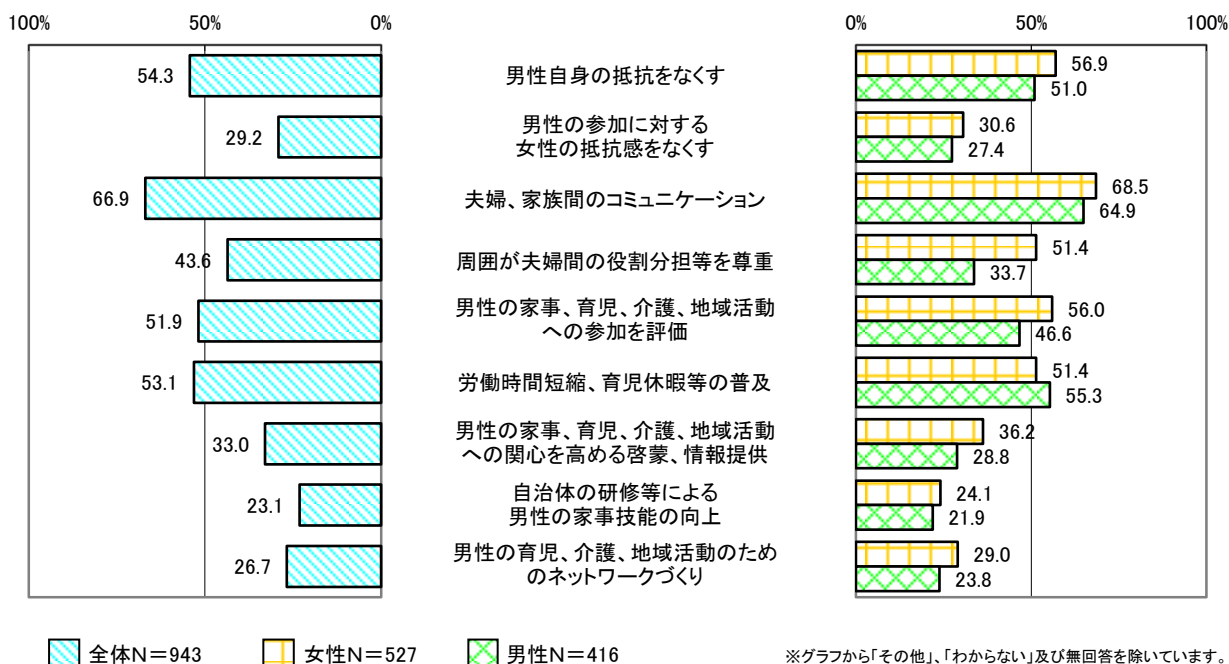 100% 50% 0% 0% 50% 100%
54.3 男性自身の抵抗をなくす 56.9
51.0
男性の参加に対する
女性の抵抗感をなくす
29.2 30.6
27.4
66.9 夫婦、家族間のコミュニケーション 68.5
64.9
43.6 周囲が夫婦間の役割分担等を尊重 51.4
33.7
男性の家事、育児、介護、地域活動
への参加を評価
51.9 56.0
46.6
53.1 労働時間短縮、育児休暇等の普及 51.4
55.3
男性の家事、育児、介護、地域活動
への関心を高める啓蒙、情報提供
33.0 36.2
28.8
自治体の研修等による
男性の家事技能の向上
23.1 24.1
21.9
男性の育児、介護、地域活動のため
のネットワークづくり
26.7 29.0
23.8
全体N=943 女性N=527 男性N=416 ※グラフから「その他」、「わからない」及び無回答を除いています。